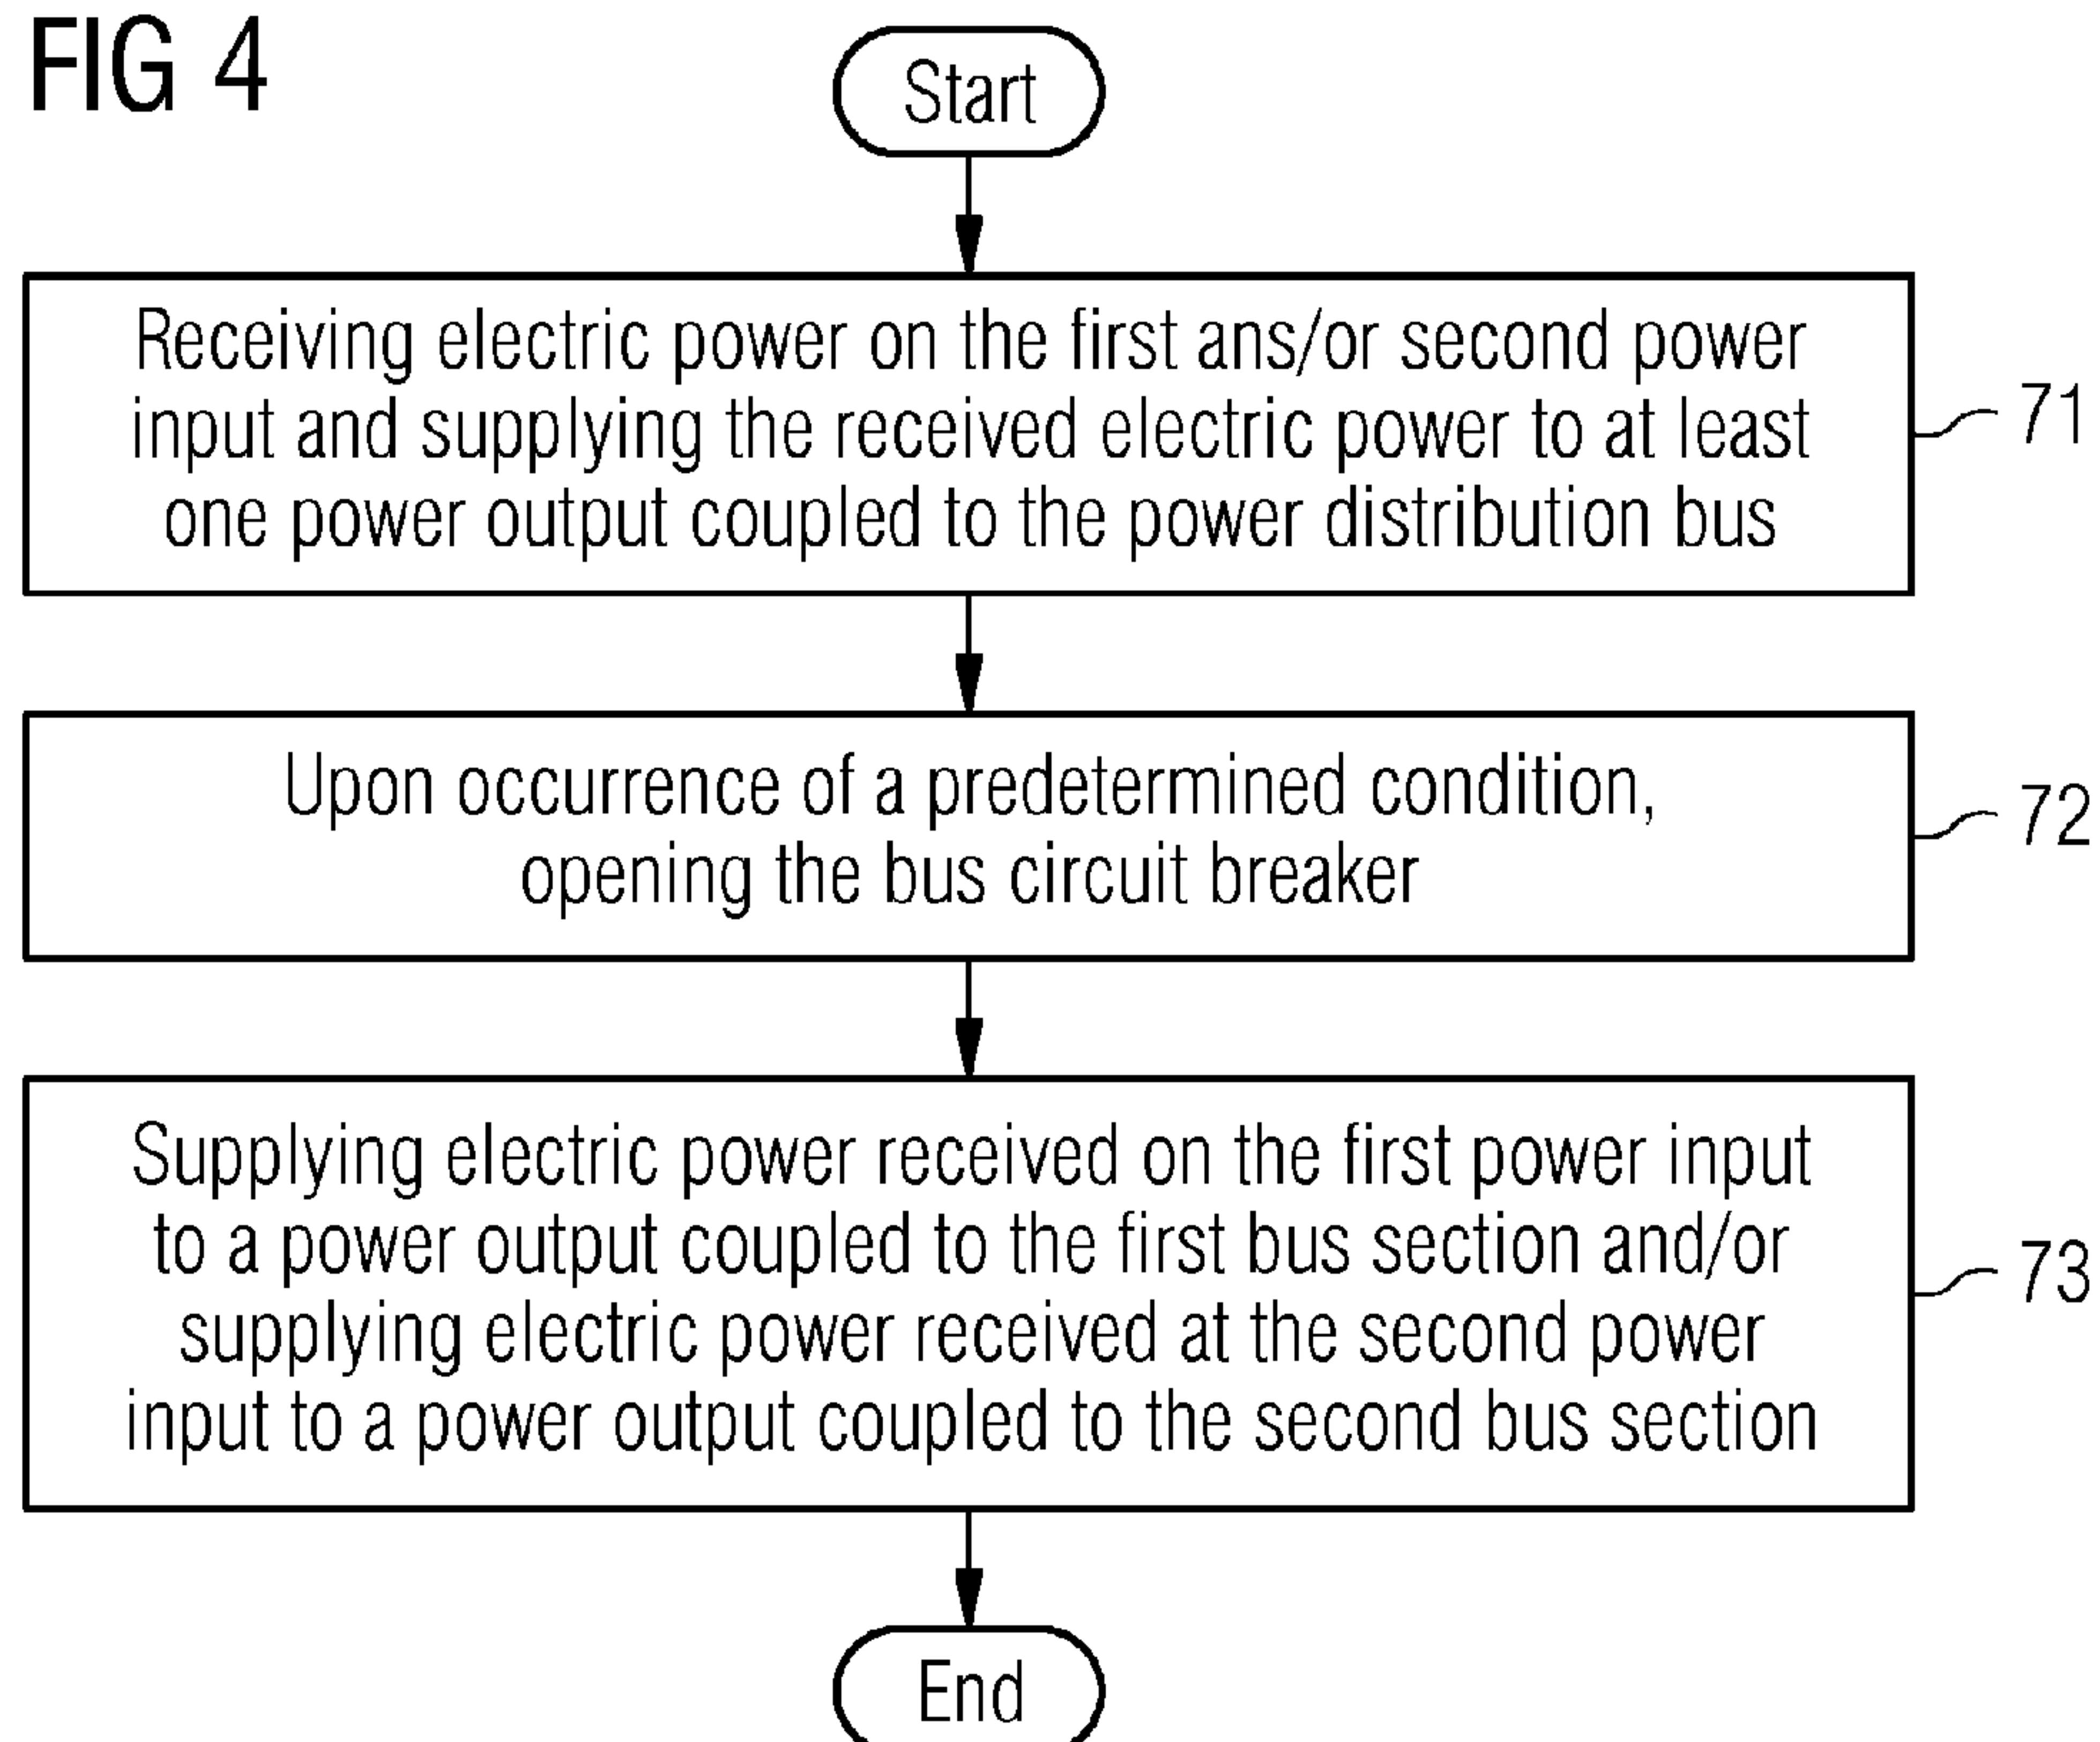 FIG 4
Start
Receiving electric power on the first ans/or second power
input and supplying the received electric power to at least
one power output coupled to the power distribution bus
71
Upon occurrence of a predetermined condition,
opening the bus circuit breaker
72
Supplying electric power received on the first power input
to a power output coupled to the first bus section and/or
supplying electric power received at the second power
input to a power output coupled to the second bus section
73
End